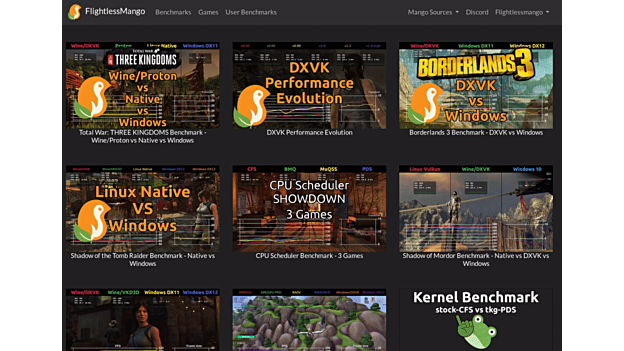 FlightlessMango Benchmarks Games User Benchmarks Mango Sources Discord Flightlessmango
Wine/DXVK Proton Linux Native Windows DX11
TOTAL WAR:
THREE KINGDOMS
Wine/Proton
vs
Native
vs
Windows
Total War: THREE KINGDOMS Benchmark -
Wine/Proton vs Native vs Windows
DXVK
Performance
Evolution
DXVK Performance Evolution
Wine/DXVK Windows DX11 Windows DX12
BORDERLANDS 3
DXVK
vs
Windows
Borderlands 3 Benchmark - DXVK vs Windows
Linux Native
VS
Windows
Shadow of the Tomb Raider Benchmark - Native vs
Windows
CFS BMQ MuQSS PDS
CPU Scheduler
SHOWDOWN
3 Games
CPU Scheduler Benchmark - 3 Games
Linux Vulkan Wine/DXVK Windows 10
Shadow of Mordor Benchmark - Native vs DXVK vs
Windows
Wine/DXVK Wine/VKD3D Windows DX11 Windows DX12
Kernel Benchmark
stock-CFS vs tkg-PDS